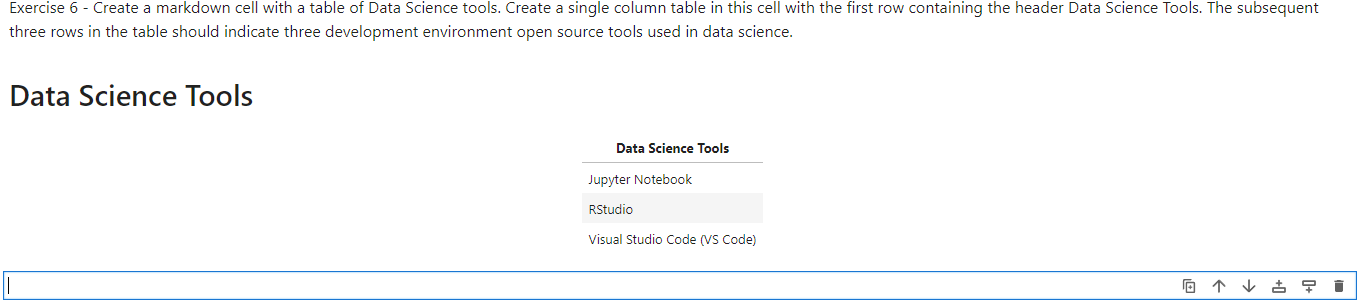 Exercise 6 - Create a markdown cell with a table of Data Science tools. Create a single column table in this cell with the first row containing the header Data Science Tools. The subsequent
three rows in the table should indicate three development environment open source tools used in data science.
Data Science Tools
Data Science Tools
Jupyter Notebook
RStudio
Visual Studio Code (VS Code)